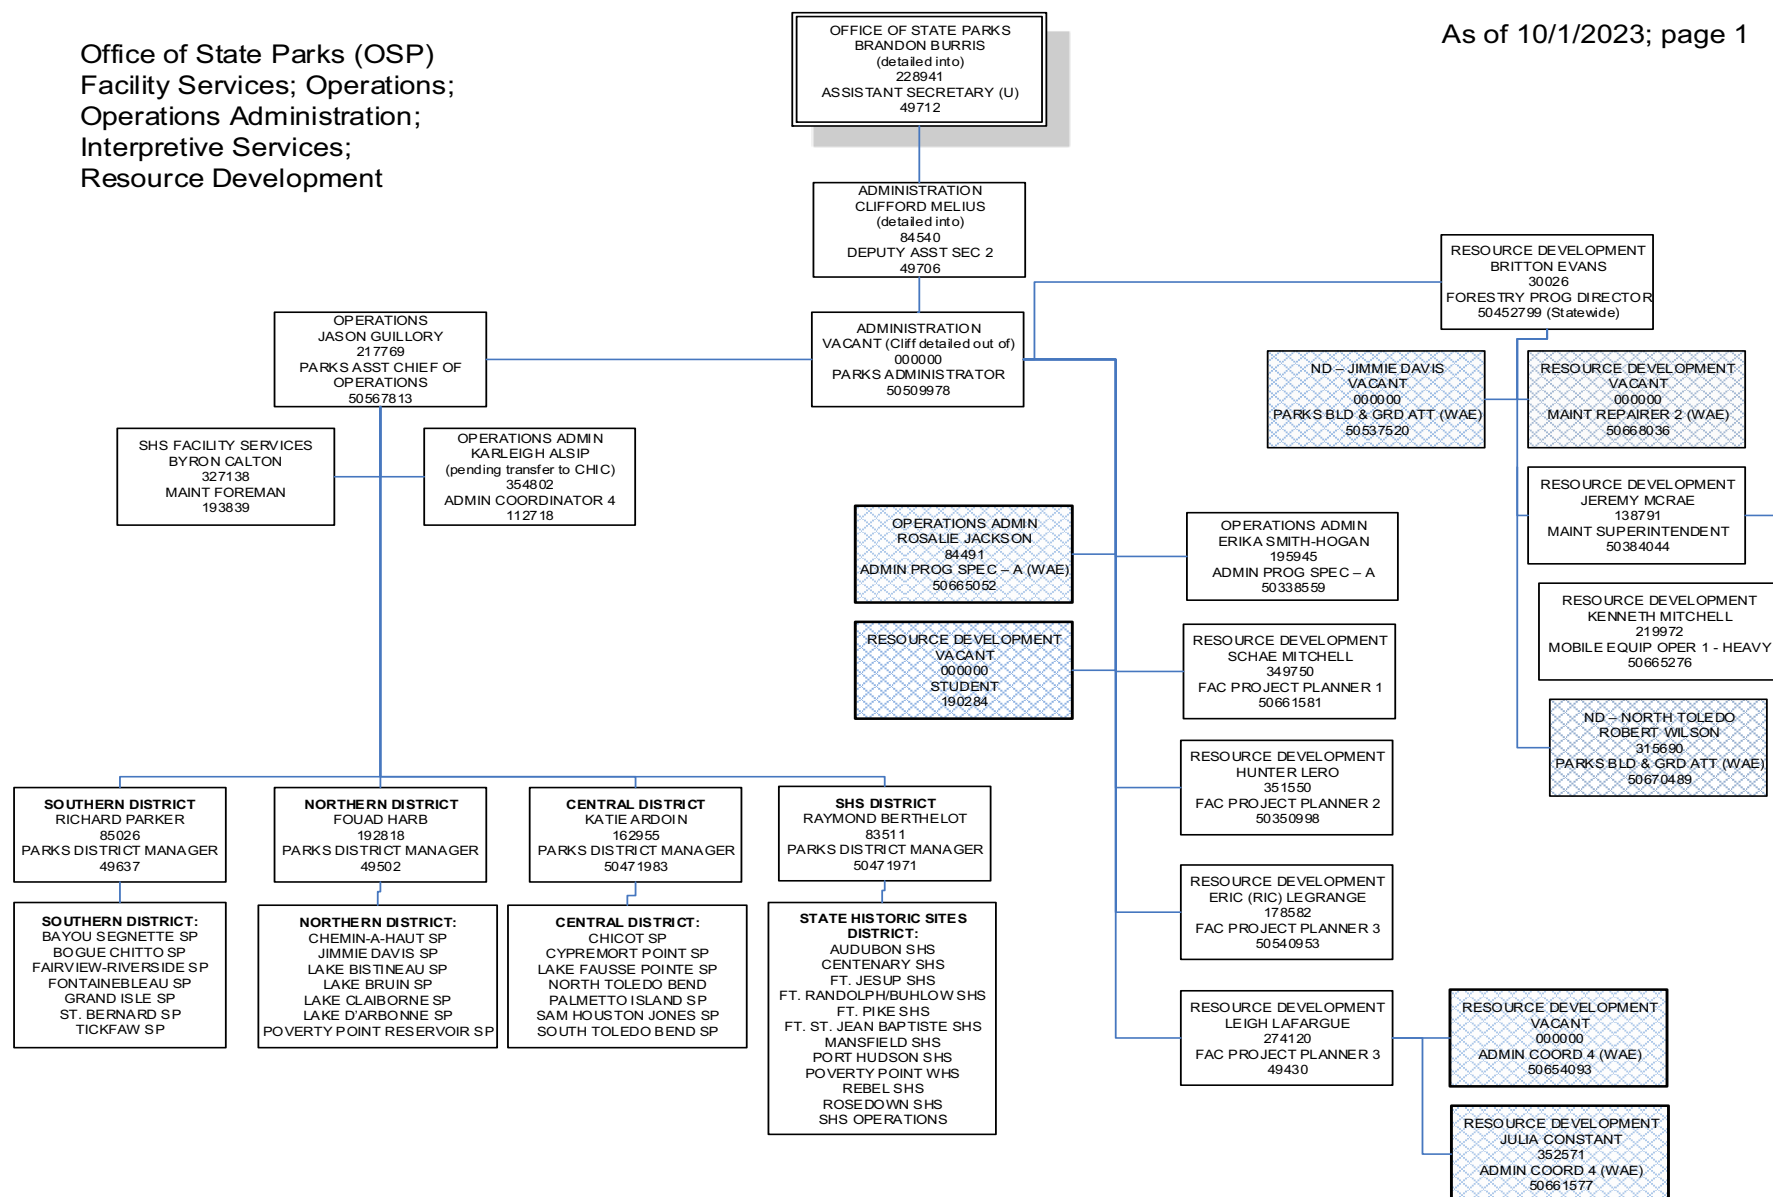 Office of State Parks (OSP)
Facility Services; Operations;
Operations Administration;
Interpretive Services;
Resource Development
As of 10/1/2023; page 1
OFFICE OF STATE PARKS
BRANDON BURRIS
(detailed into)
228941
ASSISTANT SECRETARY (U)
49712
ADMINISTRATION
CLIFFORD MELIUS
(detailed into)
84540
DEPUTY ASST SEC 2
49706
RESOURCE DEVELOPMENT
BRITTON EVANS
30026
FORESTRY PROG DIRECTOR
50452799 (Statewide)
OPERATIONS
JASON GUILLORY
217769
PARKS ASST CHIEF OF
OPERATIONS
50567813
ADMINISTRATION
VACANT (Cliff detailed out of)
000000
PARKS ADMINISTRATOR
50509978
ND – JIMMIE DAVIS
VACANT
000000
PARKS BLD & GRD ATT (WAE)
50537520
RESOURCE DEVELOPMENT
VACANT
000000
MAINT REPAIRER 2 (WAE)
50668036
SHS FACILITY SERVICES
BYRON CALTON
327138
MAINT FOREMAN
193839
OPERATIONS ADMIN
KARLEIGH ALSIP
(pending transfer to CHIC)
354802
ADMIN COORDINATOR 4
112718
RESOURCE DEVELOPMENT
JEREMY MCRAE
138791
MAINT SUPERINTENDENT
50384044
OPERATIONS ADMIN
ROSALIE JACKSON
84491
ADMIN PROG SPEC – A (WAE)
50665052
OPERATIONS ADMIN
ERIKA SMITH-HOGAN
195945
ADMIN PROG SPEC – A
50338559
RESOURCE DEVELOPMENT
KENNETH MITCHELL
219972
MOBILE EQUIP OPER 1 - HEAVY
50665276
RESOURCE DEVELOPMENT
VACANT
000000
STUDENT
190284
RESOURCE DEVELOPMENT
SCHAE MITCHELL
349750
FAC PROJECT PLANNER 1
50661581
ND – NORTH TOLEDO
ROBERT WILSON
315690
PARKS BLD & GRD ATT (WAE)
50670489
RESOURCE DEVELOPMENT
HUNTER LERO
351550
FAC PROJECT PLANNER 2
50350998
SOUTHERN DISTRICT
RICHARD PARKER
85026
PARKS DISTRICT MANAGER
49637
NORTHERN DISTRICT
FOUAD HARB
192818
PARKS DISTRICT MANAGER
49502
CENTRAL DISTRICT
KATIE ARDOIN
162955
PARKS DISTRICT MANAGER
50471983
SHS DISTRICT
RAYMOND BERTHELOT
83511
PARKS DISTRICT MANAGER
50471971
RESOURCE DEVELOPMENT
ERIC (RIC) LEGRANGE
178582
FAC PROJECT PLANNER 3
50540953
SOUTHERN DISTRICT:
BAYOU SEGNETTE SP
BOGUE CHITTO SP
FAIRVIEW-RIVERSIDE SP
FONTAINEBLEAU SP
GRAND ISLE SP
ST. BERNARD SP
TICKFAW SP
NORTHERN DISTRICT:
CHEMIN-A-HAUT SP
JIMMIE DAVIS SP
LAKE BISTINEAU SP
LAKE BRUIN SP
LAKE CLAIBORNE SP
LAKE D'ARBONNE SP
POVERTY POINT RESERVOIR SP
CENTRAL DISTRICT:
CHICOT SP
CYPREMORT POINT SP
LAKE FAUSSE POINTE SP
NORTH TOLEDO BEND
PALMETTO ISLAND SP
SAM HOUSTON JONES SP
SOUTH TOLEDO BEND SP
STATE HISTORIC SITES
DISTRICT:
AUDUBON SHS
CENTENARY SHS
FT. JESUP SHS
FT. RANDOLPH/BUHLOW SHS
FT. PIKE SHS
FT. ST. JEAN BAPTISTE SHS
MANSFIELD SHS
PORT HUDSON SHS
POVERTY POINT WHS
REBEL SHS
ROSEDOWN SHS
SHS OPERATIONS
RESOURCE DEVELOPMENT
LEIGH LAFARGUE
274120
FAC PROJECT PLANNER 3
49430
RESOURCE DEVELOPMENT
VACANT
000000
ADMIN COORD 4 (WAE)
50654093
RESOURCE DEVELOPMENT
JULIA CONSTANT
352571
ADMIN COORD 4 (WAE)
50661577